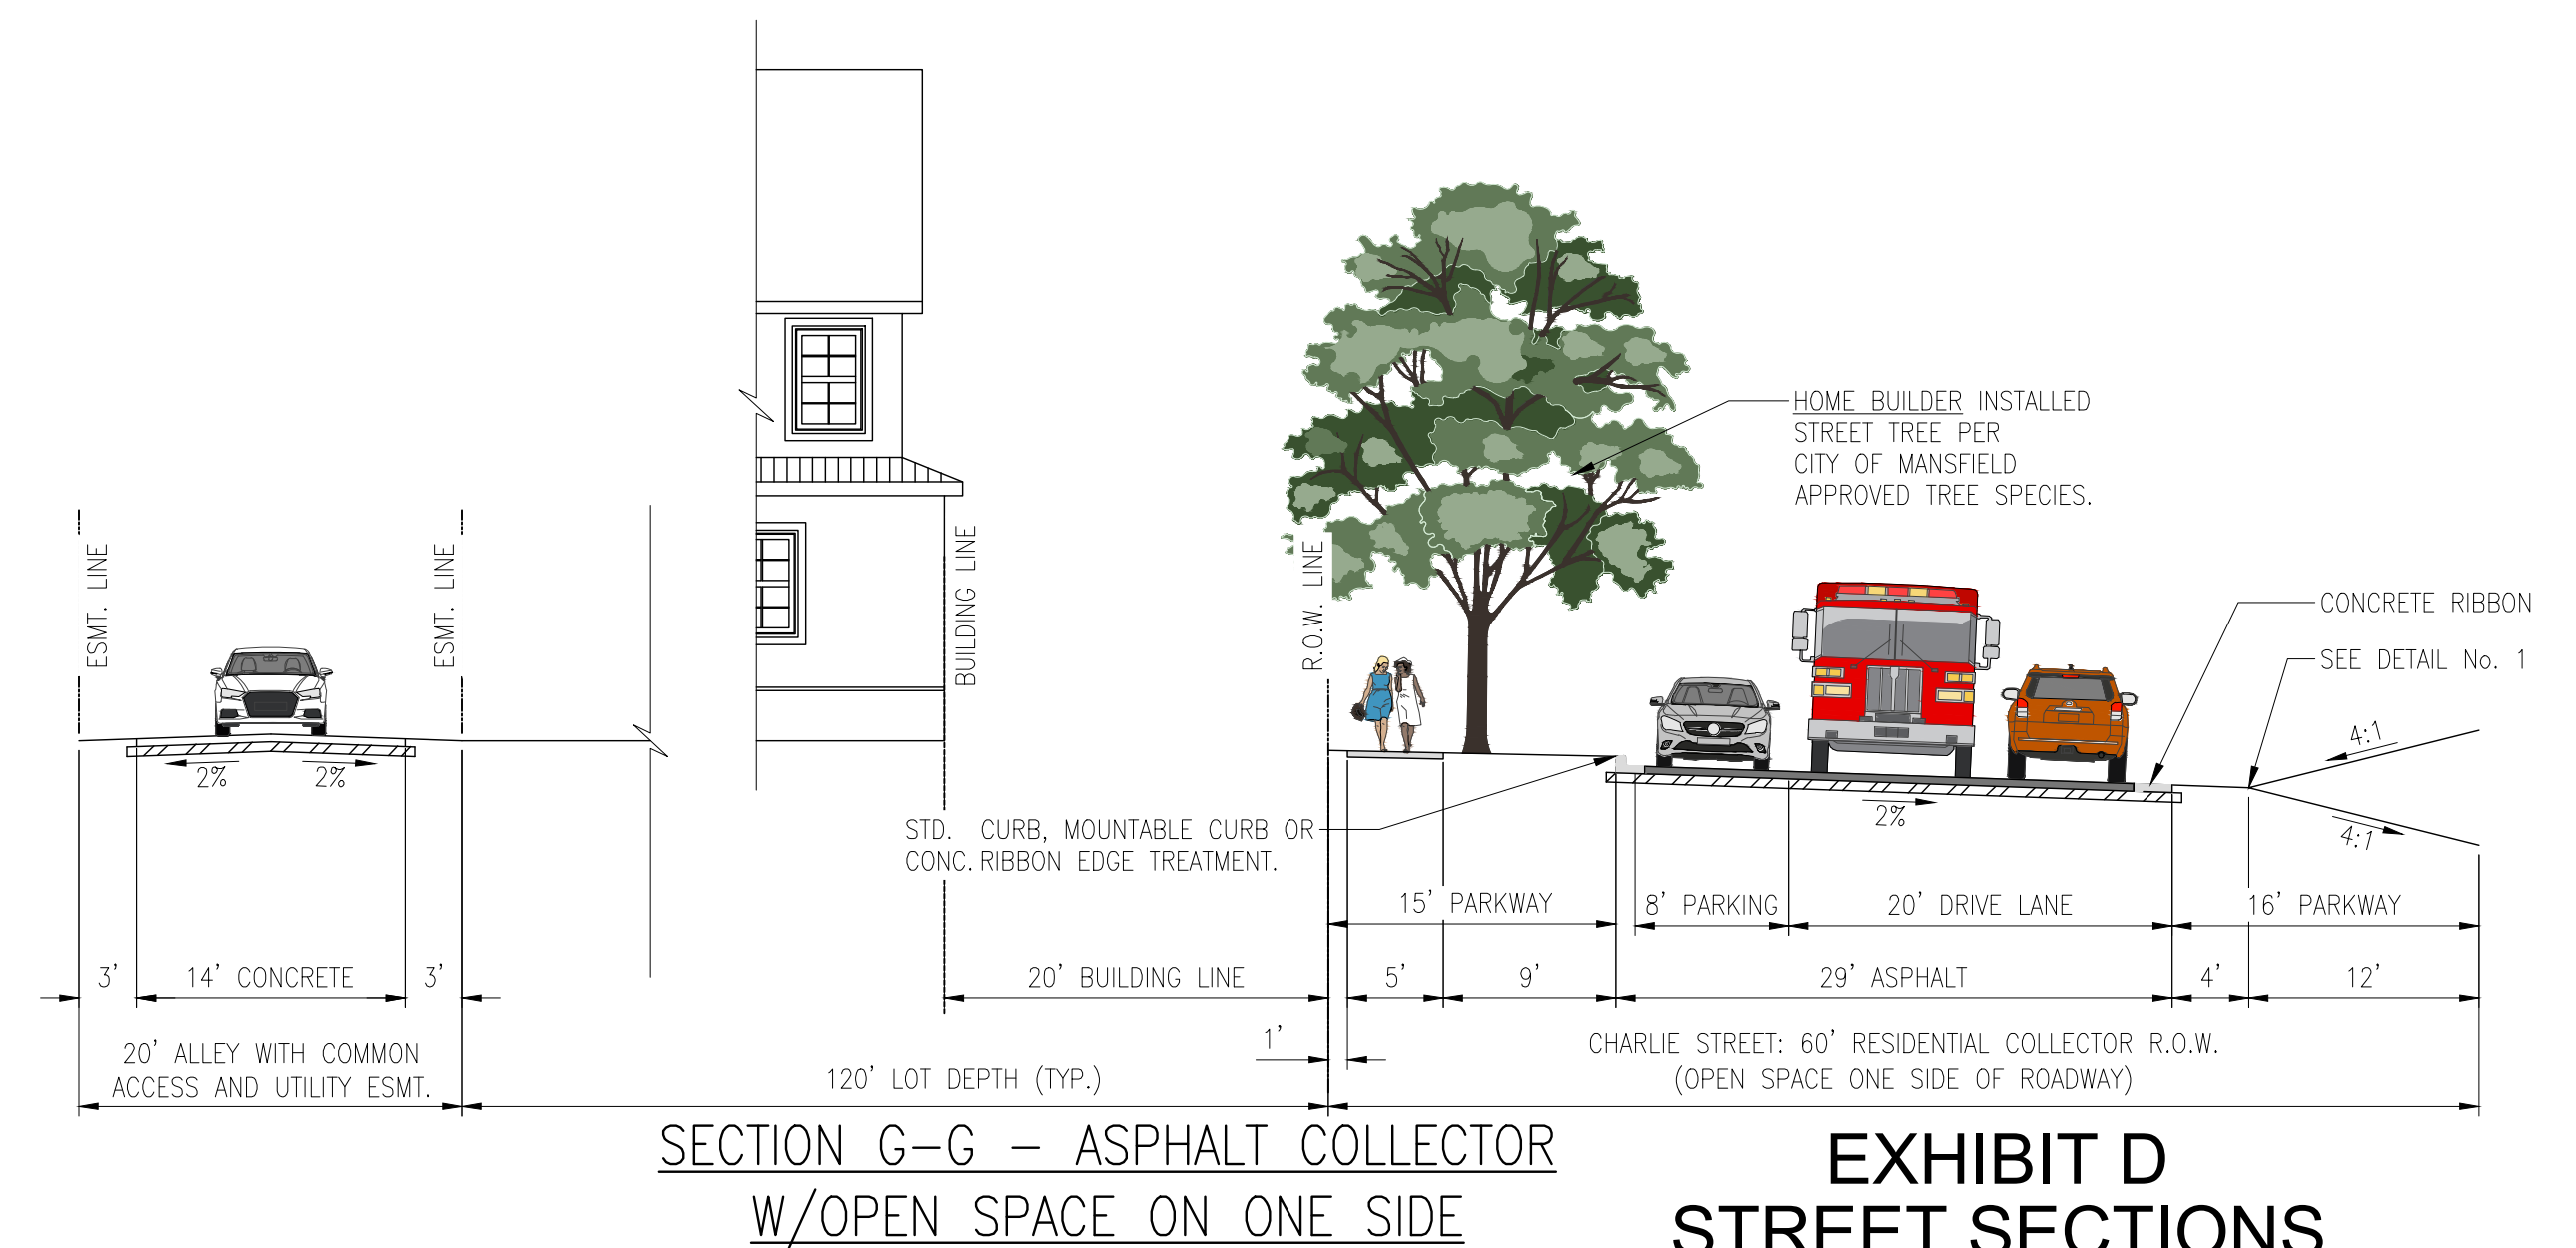 HOME BUILDER INSTALLED
STREET TREE PER
CITY OF MANSFIELD
APPROVED TREE SPECIES.
ESMT. LINE
ESMT. LINE
BUILDING LINE
R.O.W. LINE
CONCRETE RIBBON
SEE DETAIL No. 1
4:1
4:1
2%
2%
2%
STD. CURB, MOUNTABLE CURB OR
CONC. RIBBON EDGE TREATMENT.
15' PARKWAY
8' PARKING
20' DRIVE LANE
16' PARKWAY
3'
14' CONCRETE
3'
20' BUILDING LINE
5'
9'
29' ASPHALT
4'
12'
1'
20' ALLEY WITH COMMON
ACCESS AND UTILITY ESMT.
120' LOT DEPTH (TYP.)
CHARLIE STREET: 60' RESIDENTIAL COLLECTOR R.O.W.
(OPEN SPACE ONE SIDE OF ROADWAY)
SECTION G-G - ASPHALT COLLECTOR
W/OPEN SPACE ON ONE SIDE
EXHIBIT D
STREET SECTIONS